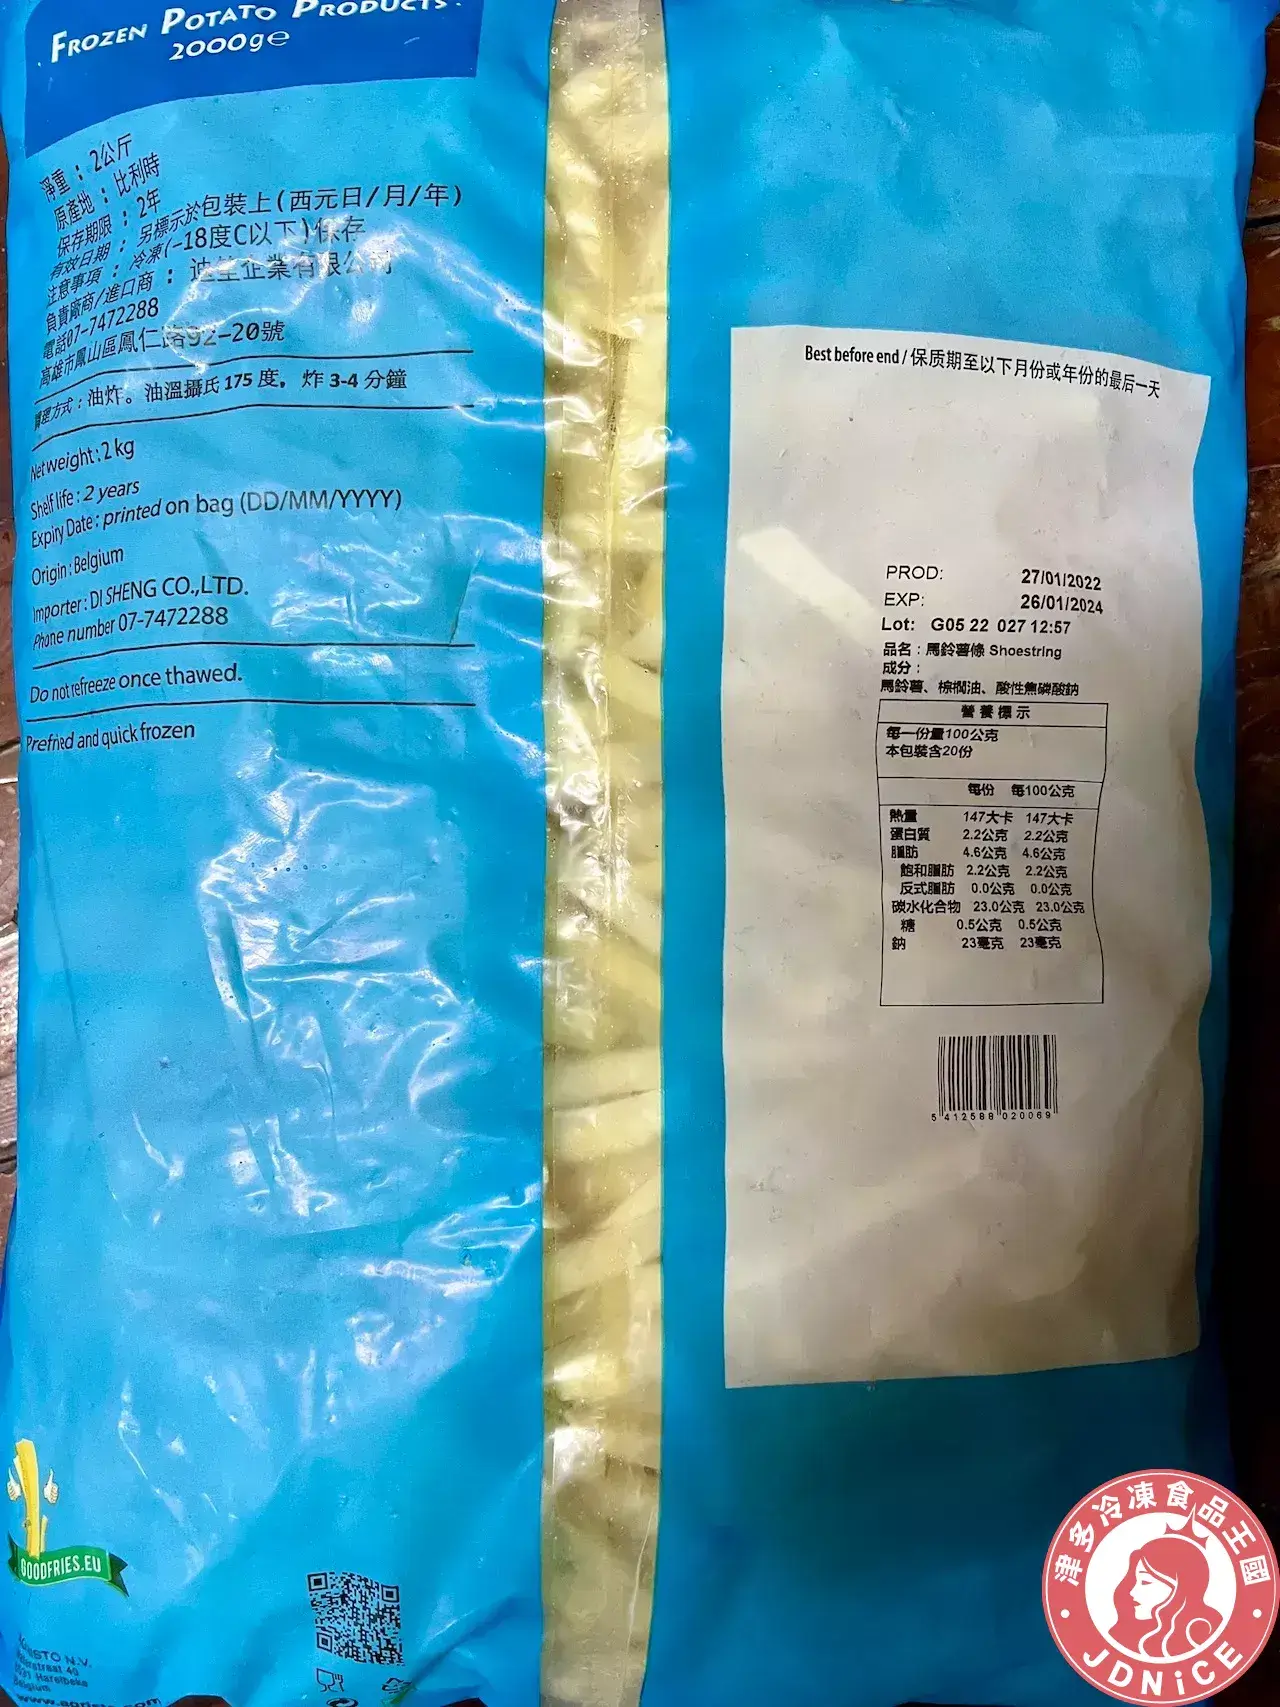 FROZEN POTATO PRODUCTS.
2000g℮
淨重：2公斤
原產地：比利時
保存期限：2年
有效日期：另標示於包裝上(西元日/月/年)
注意事項：冷凍(-18度C以下)保存
負責廠商/進口商：迪笙企業有限公司
電話07-7472288
高雄市鳳山區鳳仁路92-20號
調理方式：油炸。油溫攝氏175度，炸3-4分鐘
Net weight:2 kg
Shelf life : 2 years
Expiry Date : printed on bag (DD/MM/YYYY)
Origin : Belgium
Importer : DI SHENG CO.,LTD.
Phone number 07-7472288
Do not refreeze once thawed.
Prefried and quick frozen
GOODFRIES.EU
N.V.
40
Harelbeke
Belgium
Best before end / 保质期至以下月份或年份的最后一天
PROD: 27/01/2022
EXP: 26/01/2024
Lot: G05 22 027 12:57
品名：馬鈴薯條 Shoestring
成分：
馬鈴薯、棕櫚油、酸性焦磷酸鈉
營養標示
每一份量100公克
本包裝含20份
每份 每100公克
熱量 147大卡 147大卡
蛋白質 2.2公克 2.2公克
脂肪 4.6公克 4.6公克
飽和脂肪 2.2公克 2.2公克
反式脂肪 0.0公克 0.0公克
碳水化合物 23.0公克 23.0公克
糖 0.5公克 0.5公克
鈉 23毫克 23毫克
5 412588 020069
津多冷凍食品王國
JDNiCE